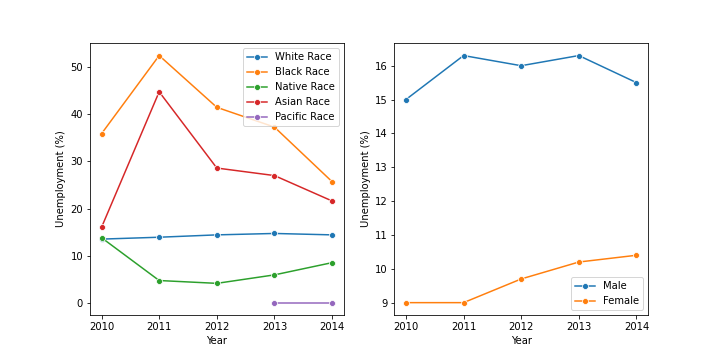 50
40
30
20
10
0
Unemployment (%)
2010 2011 2012 2013 2014
Year
White Race
Black Race
Native Race
Asian Race
Pacific Race
16
15
14
13
12
11
10
9
Unemployment (%)
2010 2011 2012 2013 2014
Year
Male
Female